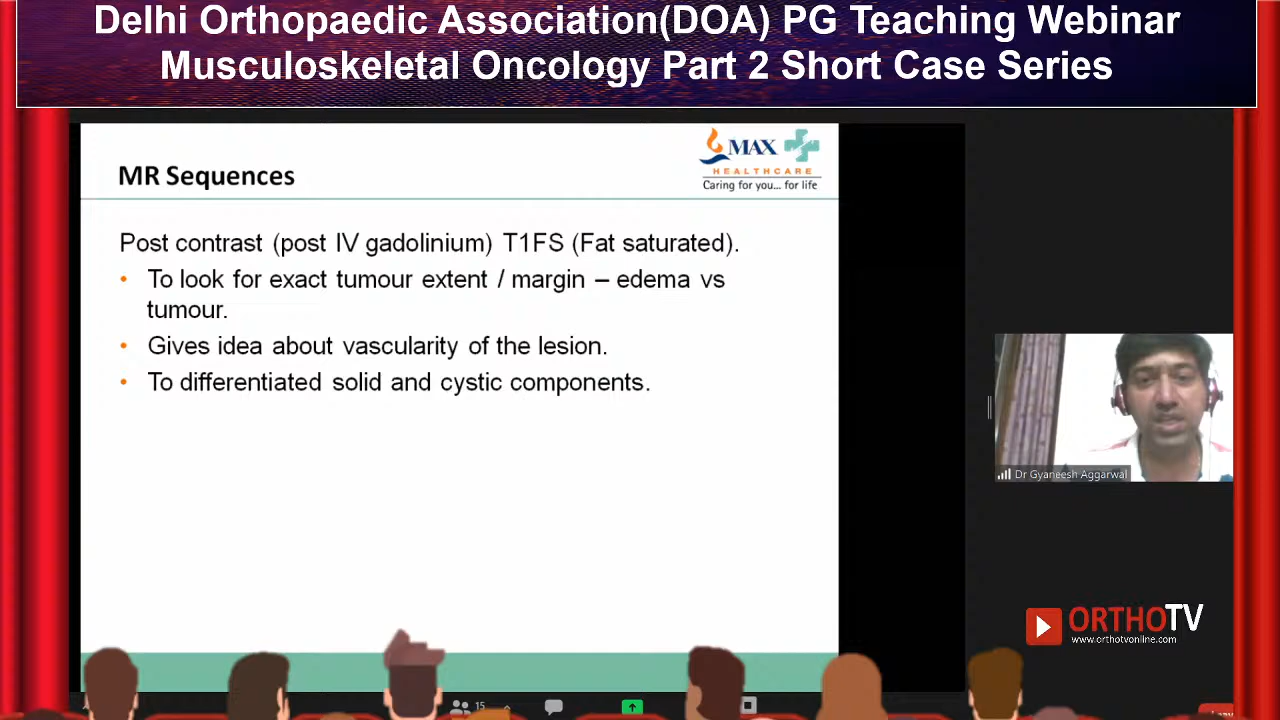 Delhi Orthopaedic Association(DOA) PG Teaching Webinar
Musculoskeletal Oncology Part 2 Short Case Series
MAX
HEALTHCARE
Caring for you... for life
MR Sequences
Post contrast (post IV gadolinium) T1FS (Fat saturated).
• To look for exact tumour extent / margin – edema vs
tumour.
• Gives idea about vascularity of the lesion.
• To differentiated solid and cystic components.
Dr Gyaneesh Aggarwal
ORTHOTV
www.orthotvonline.com
15